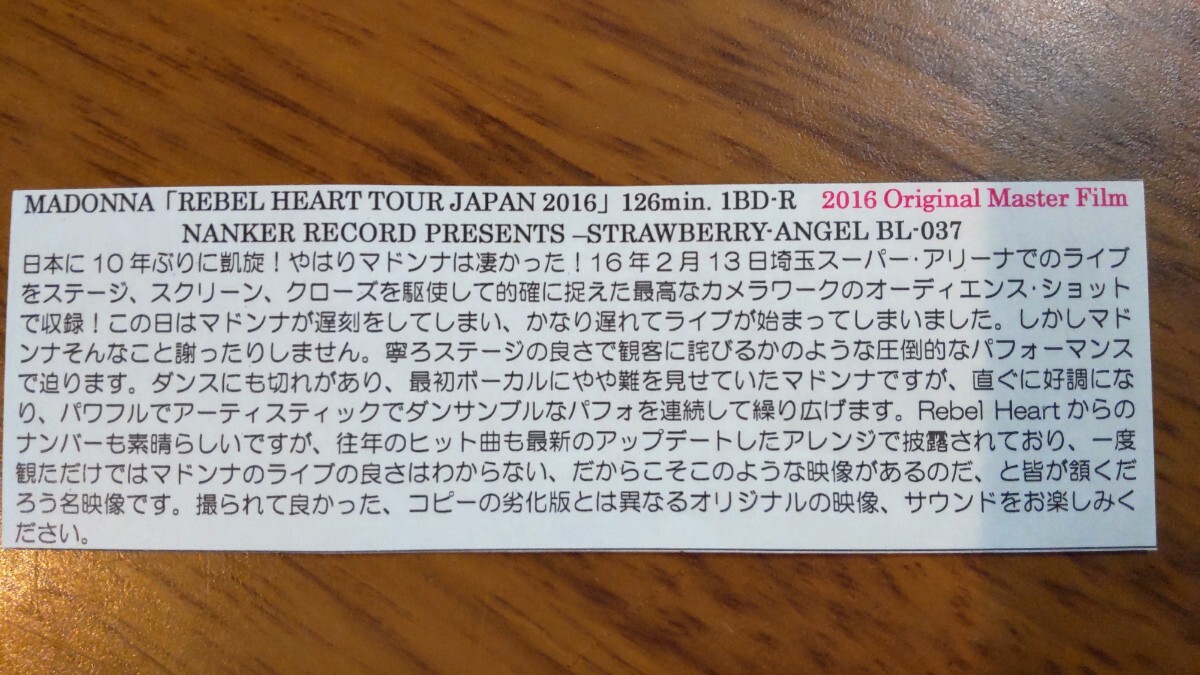 MADONNA「REBEL HEART TOUR JAPAN 2016」126min. 1BD-R 2016 Original Master Film
NANKER RECORD PRESENTS –STRAWBERRY-ANGEL BL-037
日本に10年ぶりに凱旋！やはりマドンナは凄かった！16年2月13日埼玉スーパー・アリーナでのライブ
をステージ、スクリーン、クローズを駆使して的確に捉えた最高なカメラワークのオーディエンス・ショット
で収録！この日はマドンナが遅刻をしてしまい、かなり遅れてライブが始まってしまいました。しかしマド
ンナそんなこと謝ったりしません。寧ろステージの良さで観客に詫びるかのような圧倒的なパフォーマンス
で迫ります。ダンスにも切れがあり、最初ボーカルにやや難を見せていたマドンナですが、直ぐに好調にな
り、パワフルでアーティスティックでダンサンブルなパフォを連続して繰り広げます。Rebel Heartからの
ナンバーも素晴らしいですが、往年のヒット曲も最新のアップデートしたアレンジで披露されており、一度
観ただけではマドンナのライブの良さはわからない、だからこそこのような映像があるのだ、と皆が頷くだ
ろう名映像です。撮られて良かった、コピーの劣化版とは異なるオリジナルの映像、サウンドをお楽しみく
ださい。